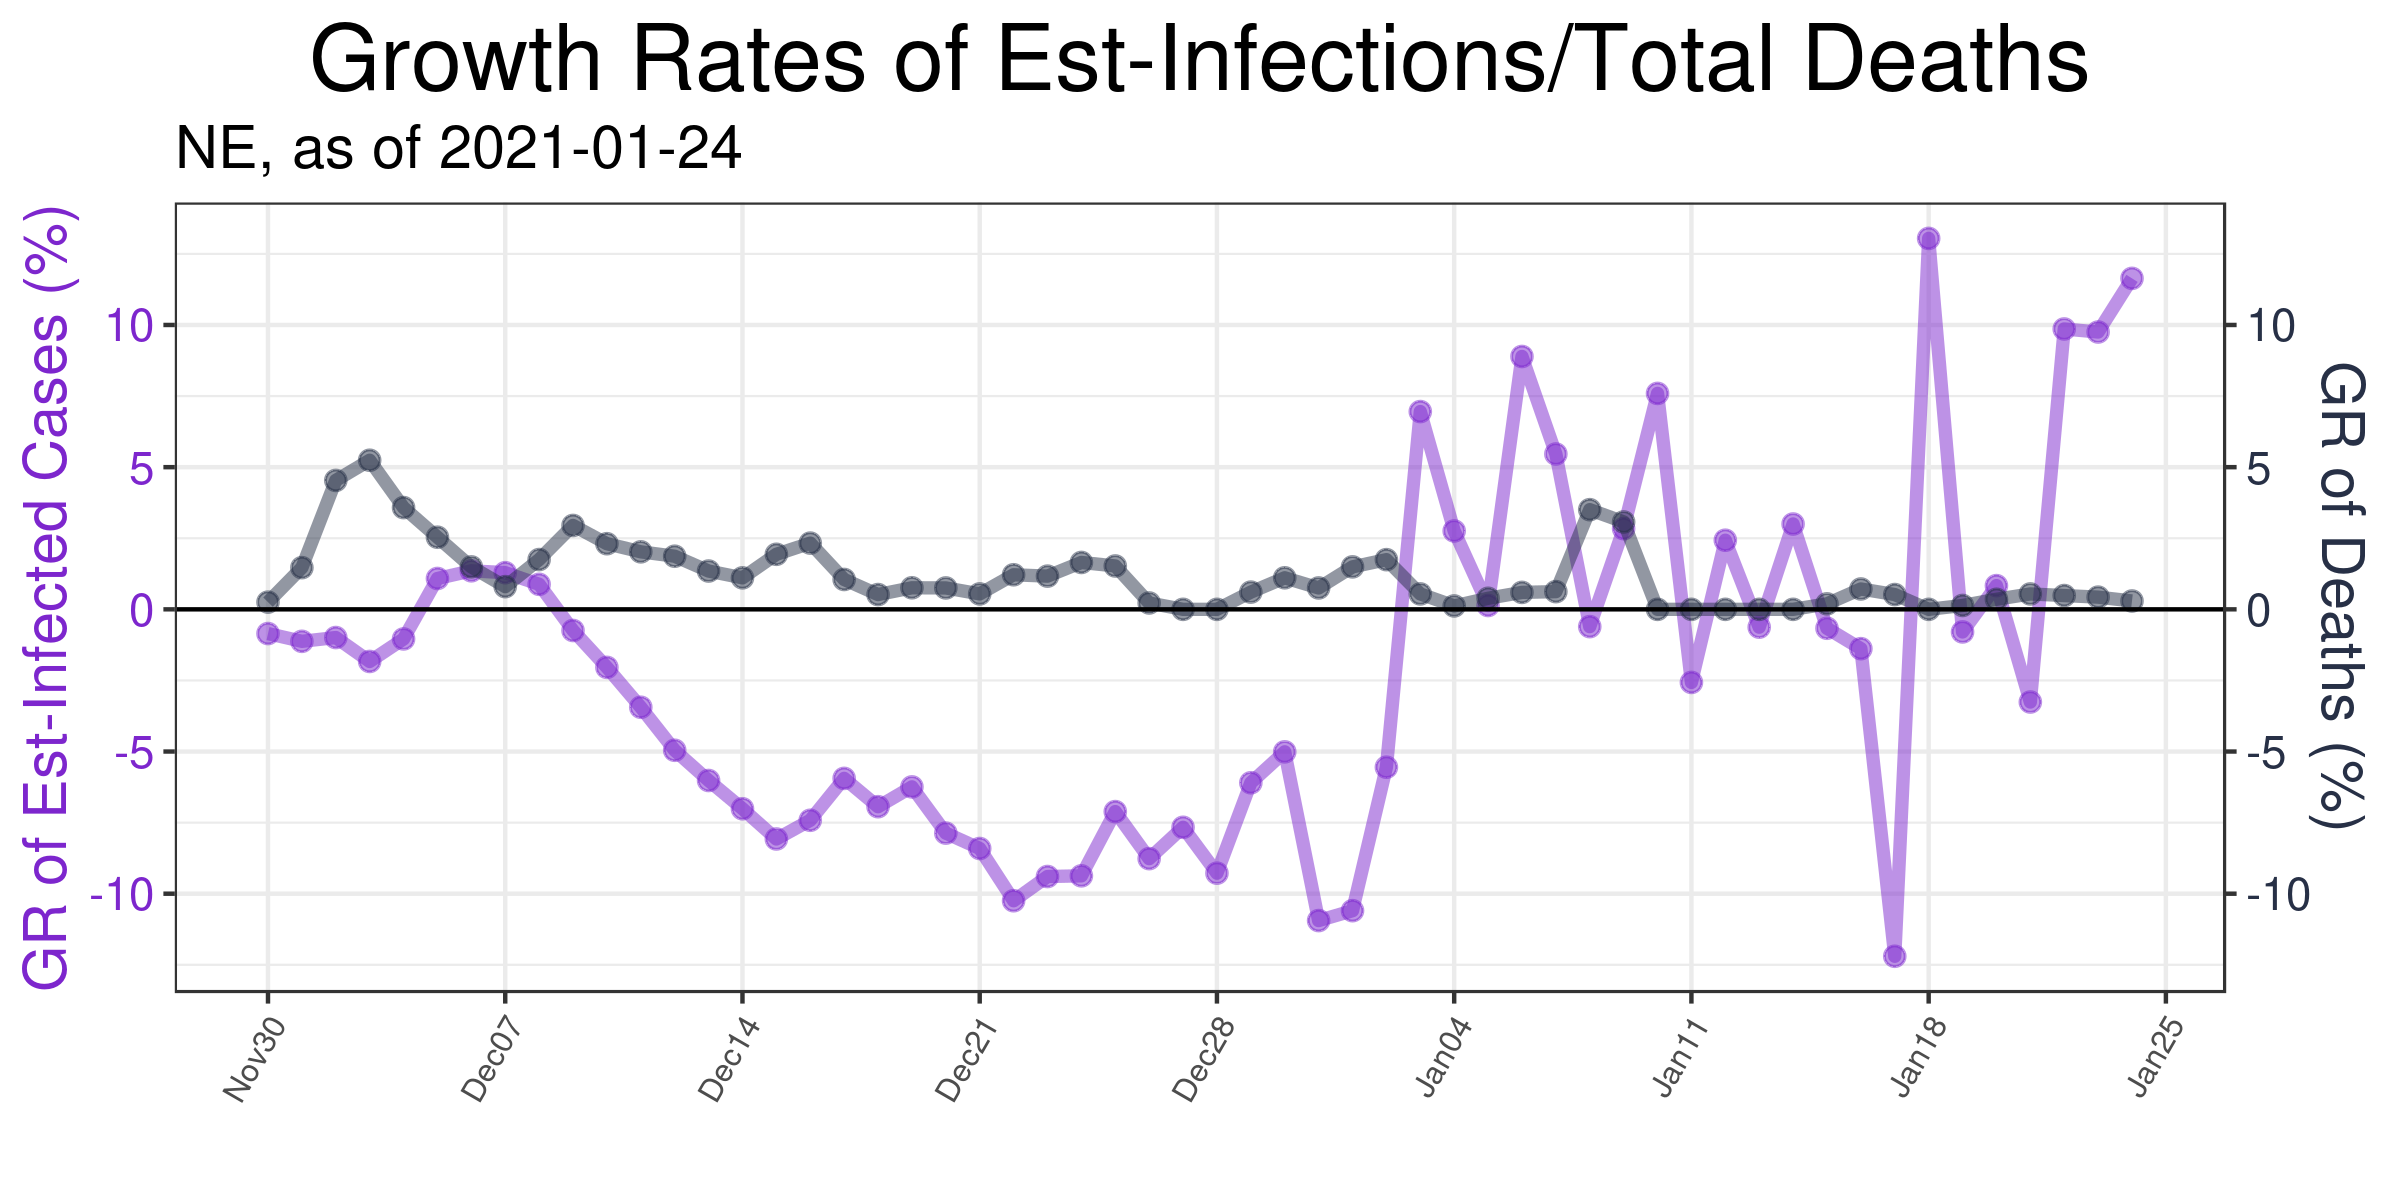 Growth Rates of Est-Infections/Total Deaths
NE, as of 2021-01-24
GR of Est-Infected Cases (%)
10
5
0
-5
-10
10
5
0
-5
-10
GR of Deaths (%)
Nov30
Dec07
Dec14
Dec21
Dec28
Jan04
Jan11
Jan18
Jan25